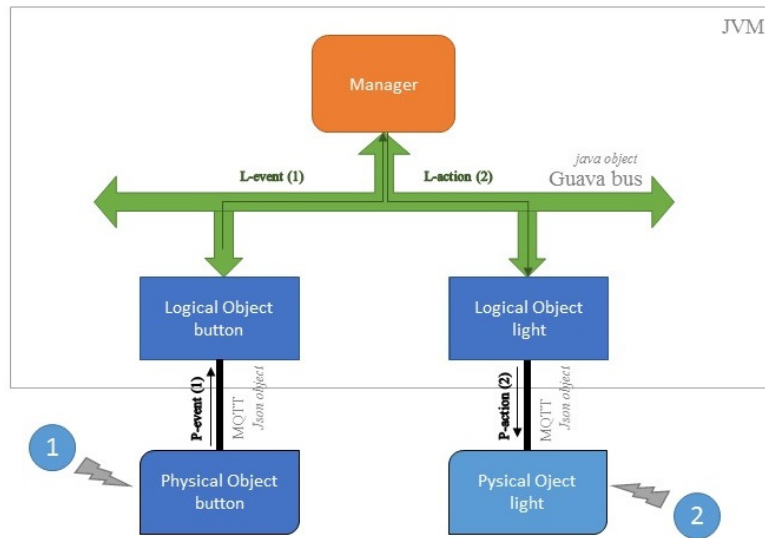 JVM
Manager
java object
Guava bus
L-event (1)
L-action (2)
Logical Object
button
Logical Object
light
P-event (1)
MQTT
Json object
P-action (2)
MQTT
Json object
1
Physical Object
button
Pysical Oject
light
2